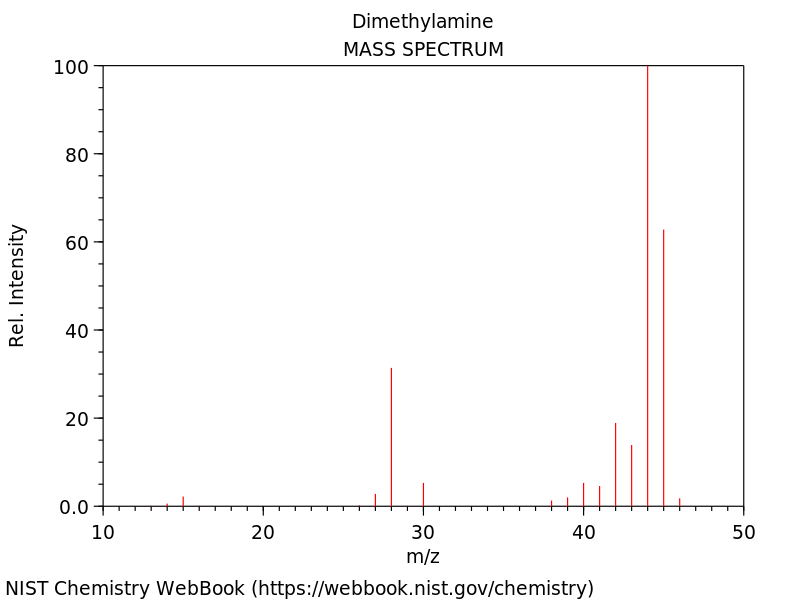 Dimethylamine
MASS SPECTRUM
100
80
60
40
20
0.0
Rel. Intensity
10 20 30 40 50
m/z
NIST Chemistry WebBook (https://webbook.nist.gov/chemistry)